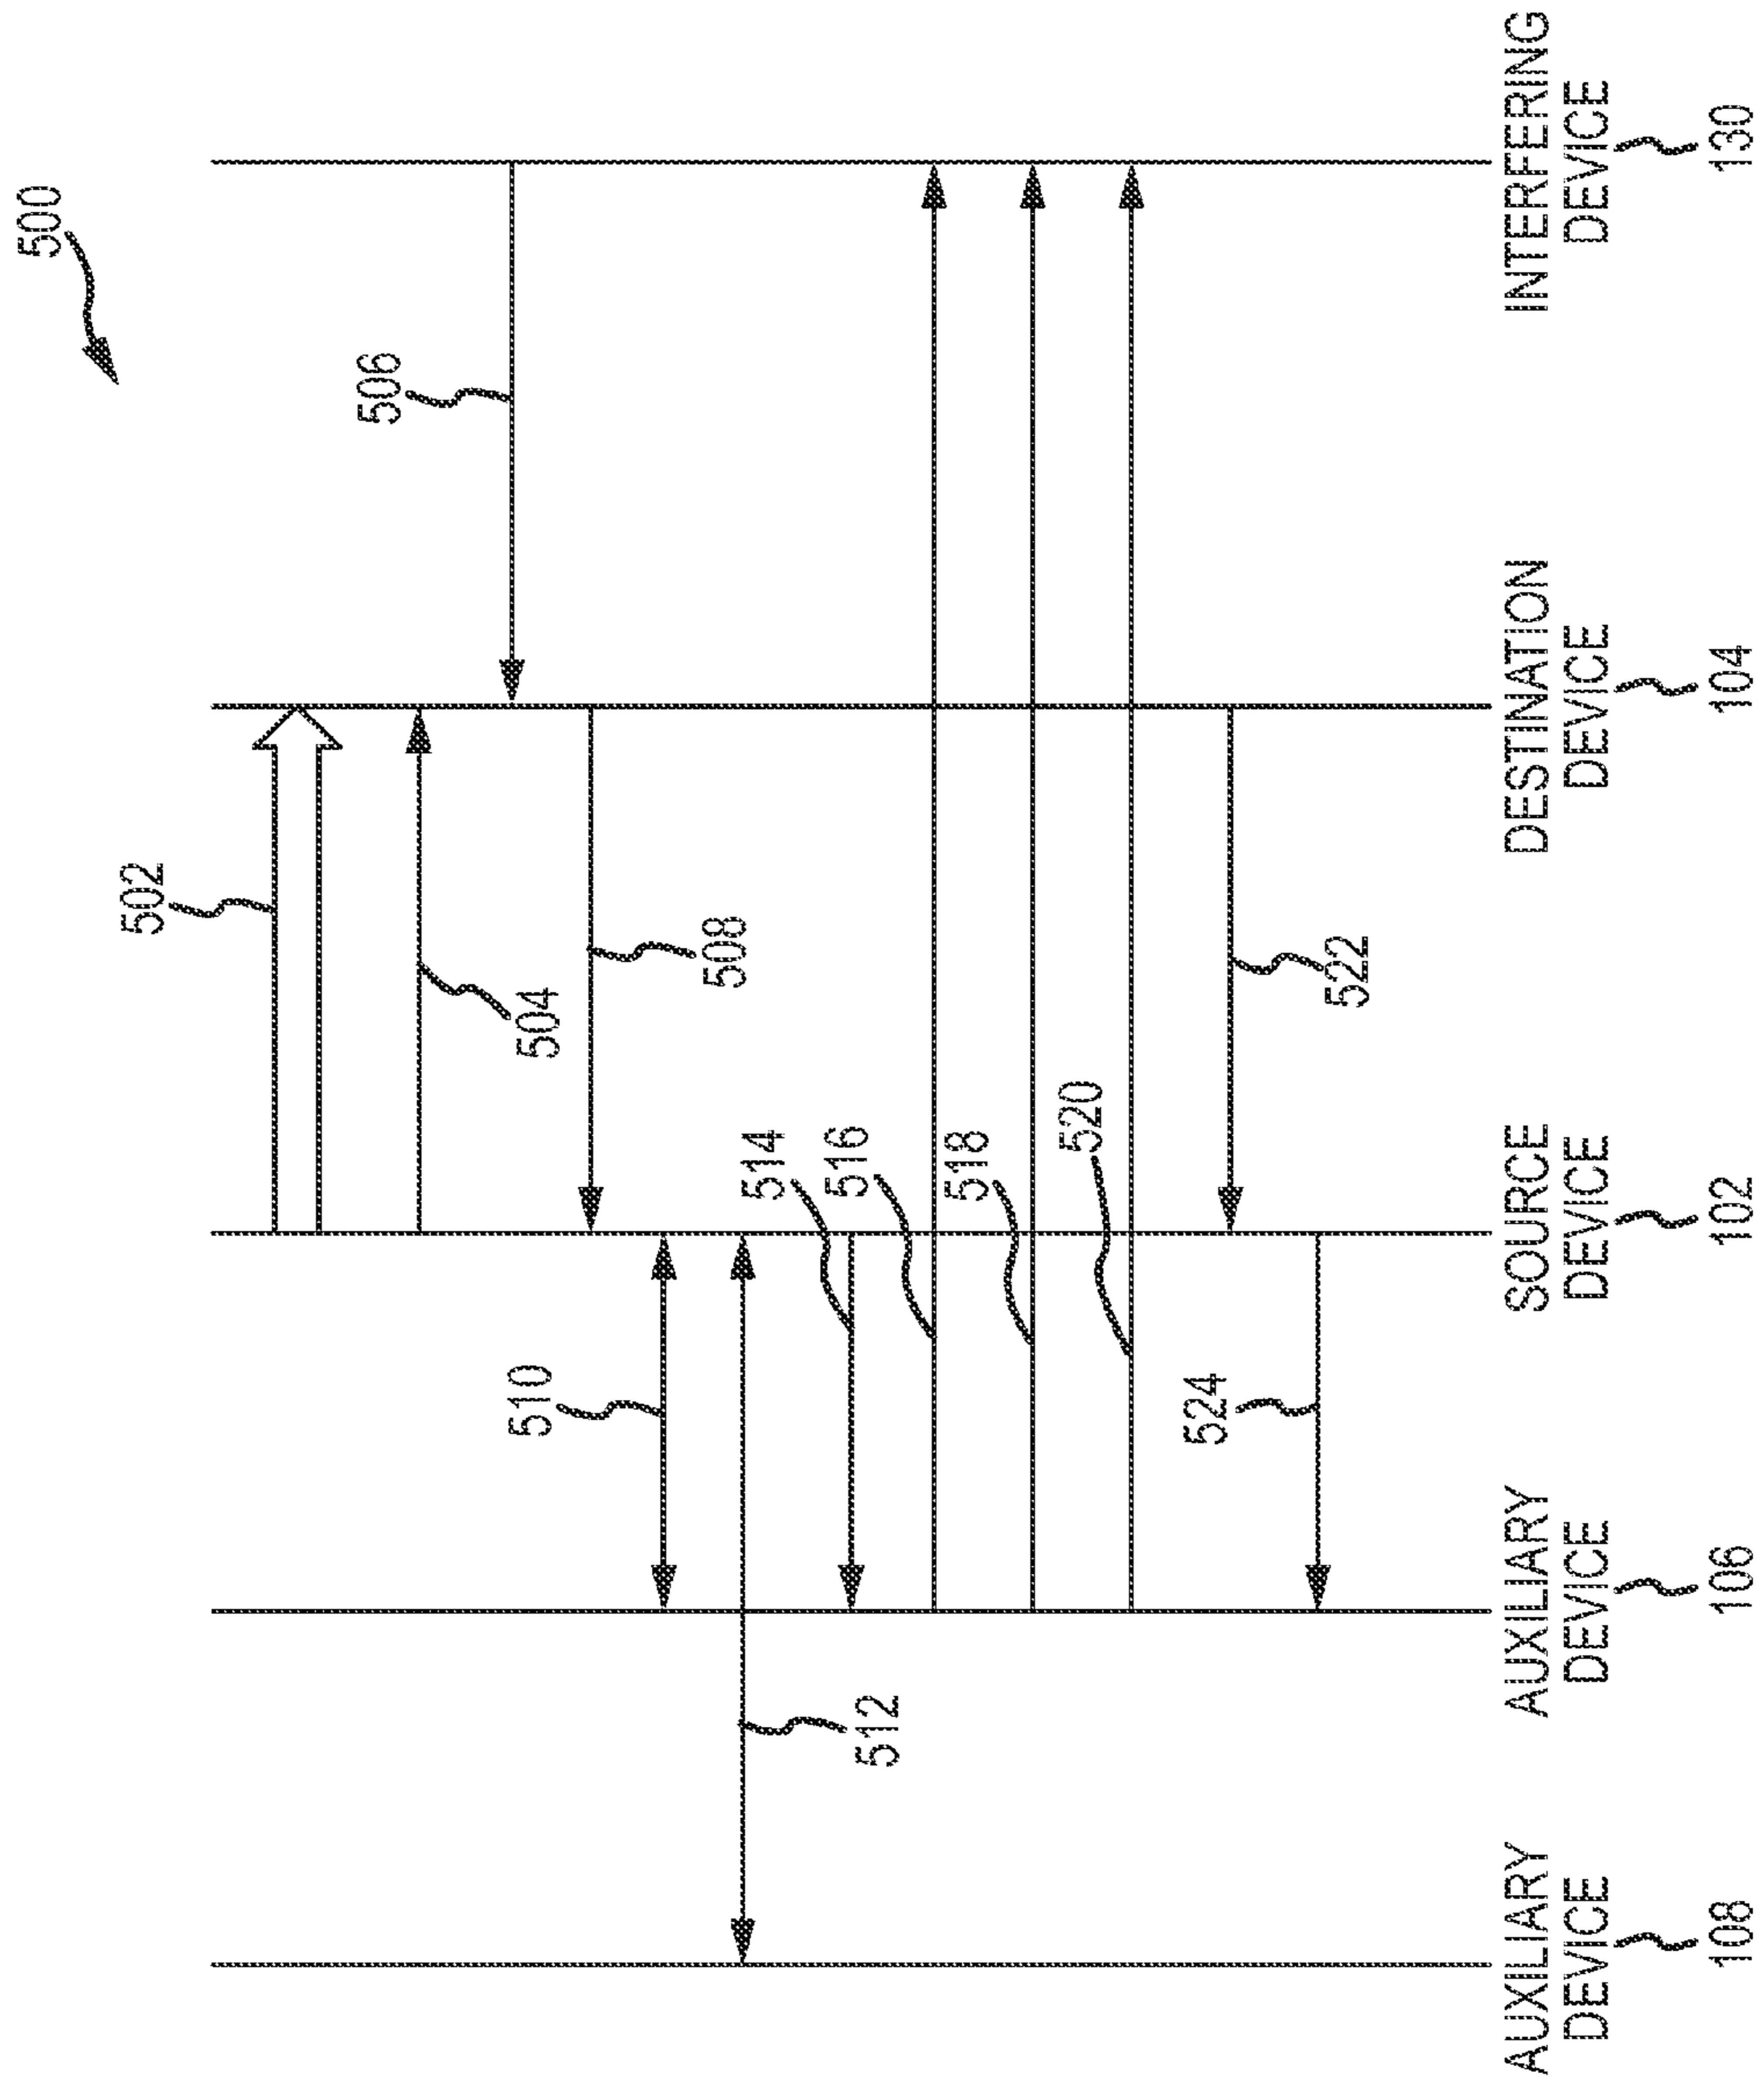 500
502
504
506
508
510
512
514
516
518
520
522
524
AUXILIARY
DEVICE
108
AUXILIARY
DEVICE
106
SOURCE
DEVICE
102
DESTINATION
DEVICE
104
INTERFERING
DEVICE
130